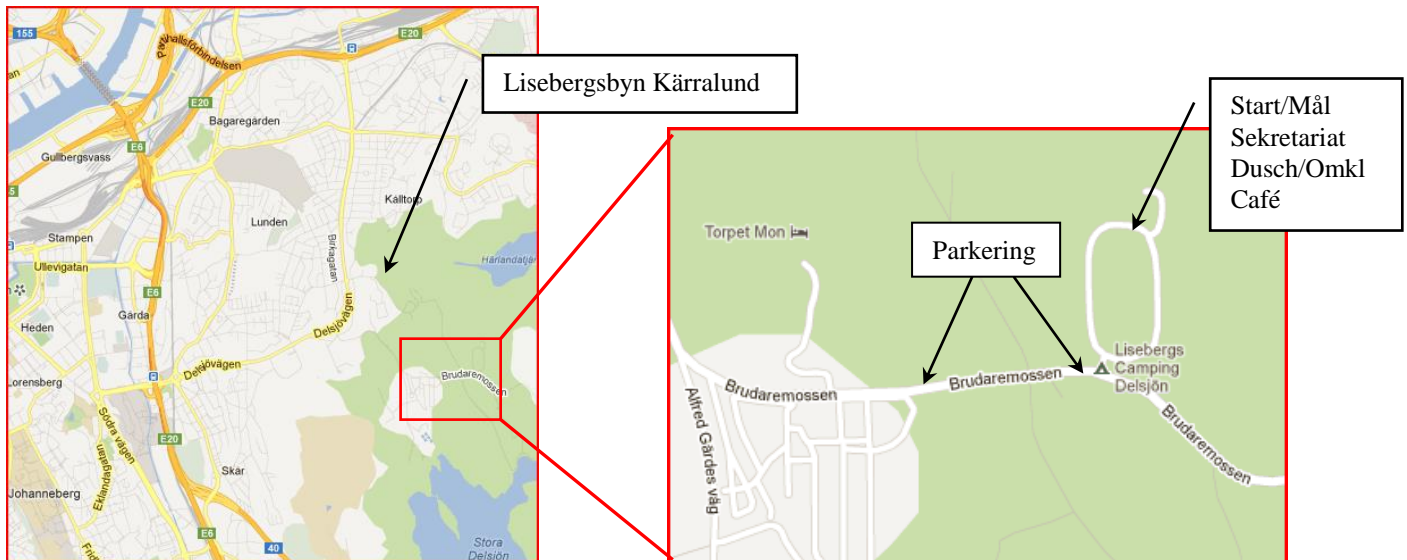 155
Partihallsförbindelsen
E20
E20
Bagaregården
E6
Gullbergsvass
Kålltorp
Lunden
Stampen
Ullevigatan
Birkagatan
Härlandatjärn
E6
Heden
Gårda
Delsjövägen
Delsjövägen
Lorensberg
Brudaremossen
Södra vägen
Eklandagatan
E20
Skår
Johanneberg
E6
40
Stora
Delsjön
Lisebergsbyn Kärralund
Start/Mål
Sekretariat
Dusch/Omkl
Café
Torpet Mon
Parkering
Lisebergs
Camping
Delsjön
Brudaremossen
Brudaremossen
Brudaremossen
Alfred Gärdes väg